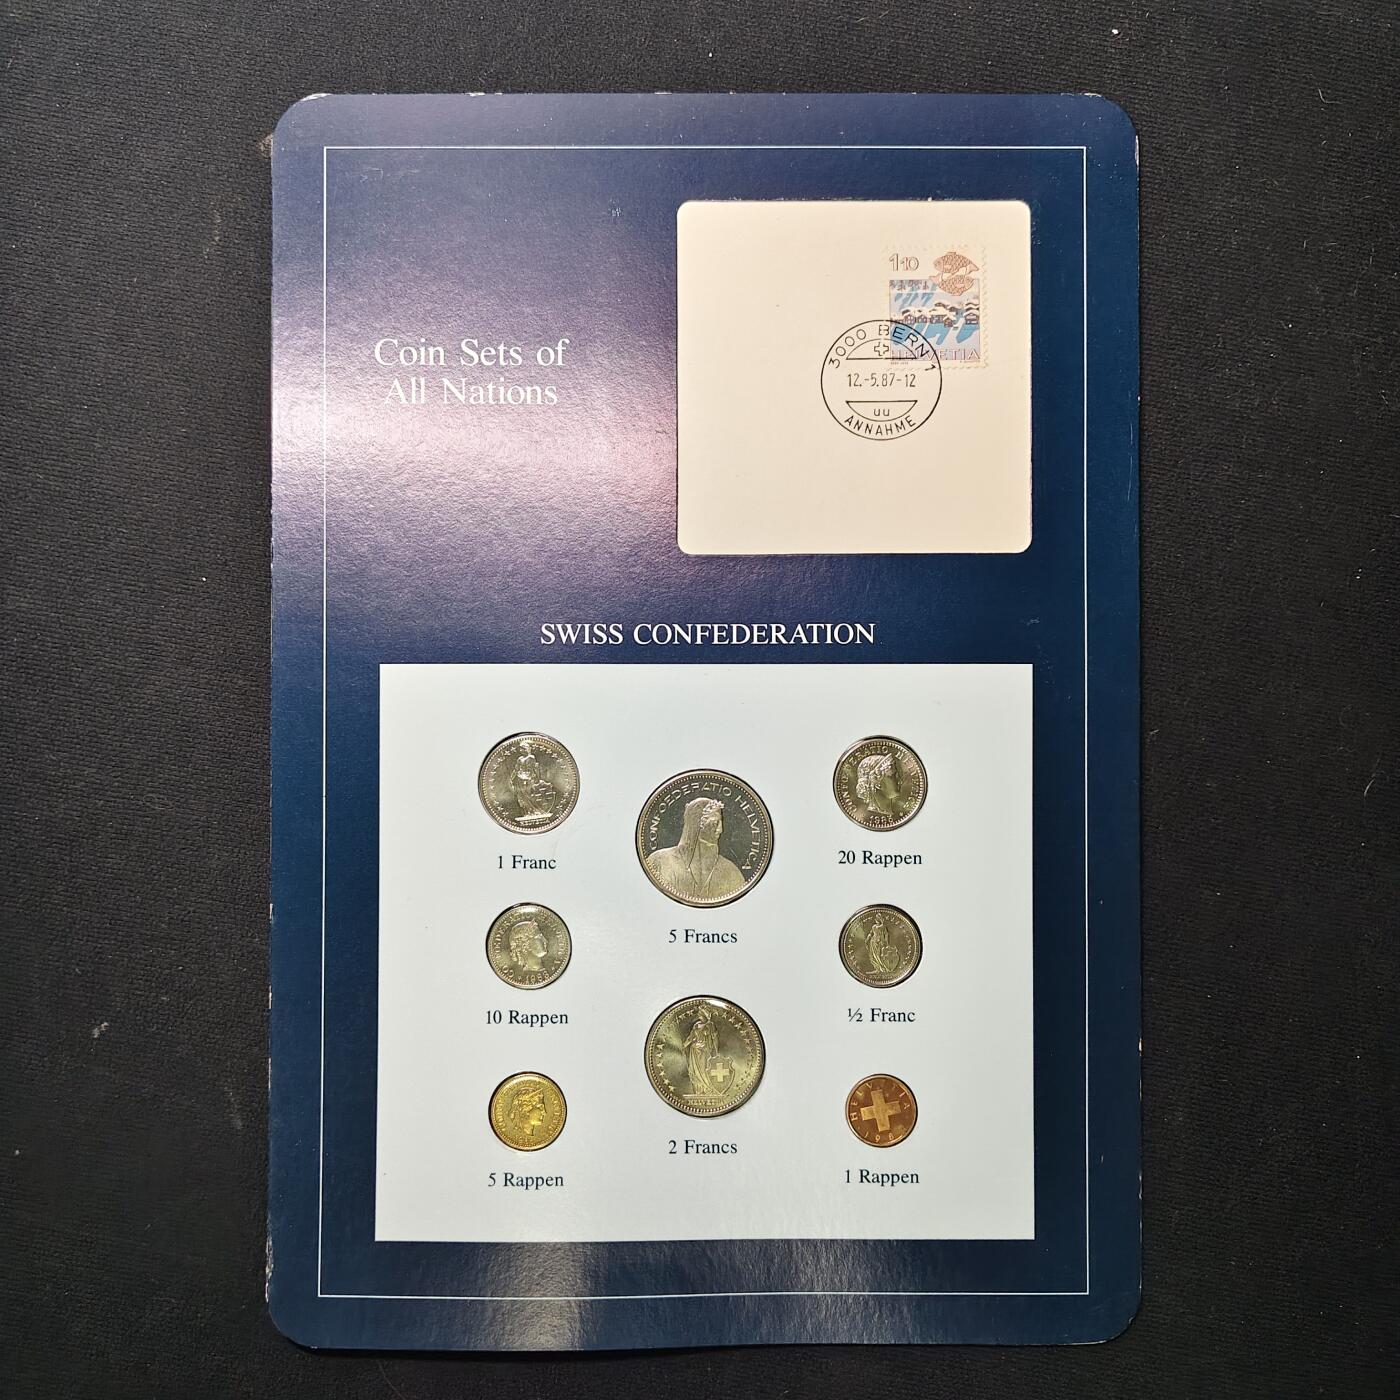 Coin Sets of
All Nations
1 10
HELVETIA
3000 BERN 1
12.-5.87-12
uu
ANNAHME
SWISS CONFEDERATION
1 Franc
CONFOEDERATIO HELVETICA
5 Francs
20 Rappen
10 Rappen
½ Franc
HELVETIA
2 Francs
5 Rappen
HELVETIA
1 Rappen